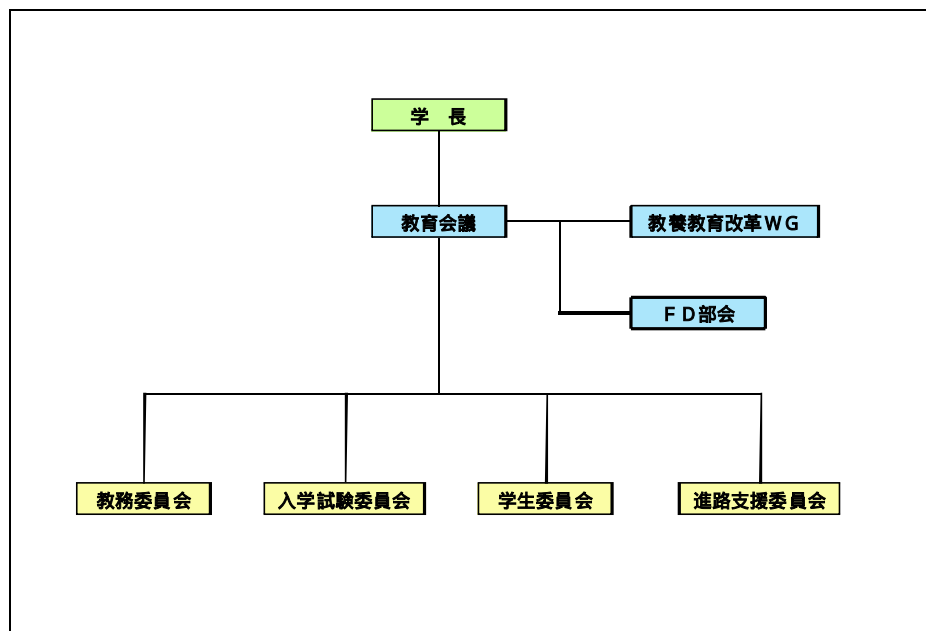 学　長
教育会議
教養教育改革ＷＧ
ＦＤ部会
教務委員会
入学試験委員会
学生委員会
進路支援委員会